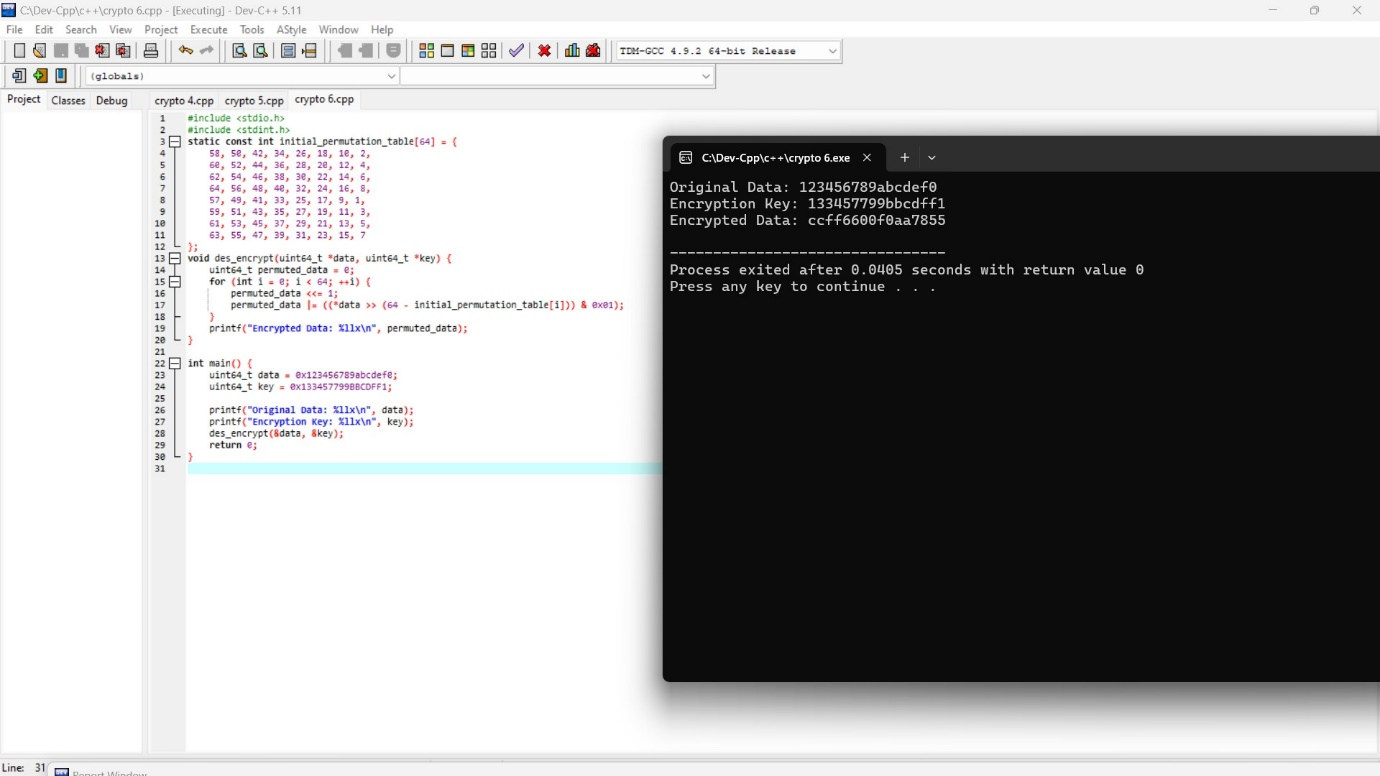 C:\Dev-Cpp\c++\crypto 6.cpp - [Executing] - Dev-C++ 5.11
File Edit Search View Project Execute Tools AStyle Window Help
TDM-GCC 4.9.2 64-bit Release
(globals)
Project Classes Debug
crypto 4.cpp crypto 5.cpp crypto 6.cpp
1 #include <stdio.h>
2 #include <stdint.h>
3 static const int initial_permutation_table[64] = {
4 58, 50, 42, 34, 26, 18, 10, 2,
5 60, 52, 44, 36, 28, 20, 12, 4,
6 62, 54, 46, 38, 30, 22, 14, 6,
7 64, 56, 48, 40, 32, 24, 16, 8,
8 57, 49, 41, 33, 25, 17, 9, 1,
9 59, 51, 43, 35, 27, 19, 11, 3,
10 61, 53, 45, 37, 29, 21, 13, 5,
11 63, 55, 47, 39, 31, 23, 15, 7
12 };
13 void des_encrypt(uint64_t *data, uint64_t *key) {
14 uint64_t permuted_data = 0;
15 for (int i = 0; i < 64; ++i) {
16 permuted_data <<= 1;
17 permuted_data |= ((*data >> (64 - initial_permutation_table[i])) & 0x01);
18 }
19 printf("Encrypted Data: %llx\n", permuted_data);
20 }
21
22 int main() {
23 uint64_t data = 0x123456789abcdef0;
24 uint64_t key = 0x133457799BBCDFF1;
25
26 printf("Original Data: %llx\n", data);
27 printf("Encryption Key: %llx\n", key);
28 des_encrypt(&data, &key);
29 return 0;
30 }
31
C:\Dev-Cpp\c++\crypto 6.exe
Original Data: 123456789abcdef0
Encryption Key: 133457799bbcdff1
Encrypted Data: ccff6600f0aa7855
--------------------------------
Process exited after 0.0405 seconds with return value 0
Press any key to continue . . .
Line: 31
Report Window